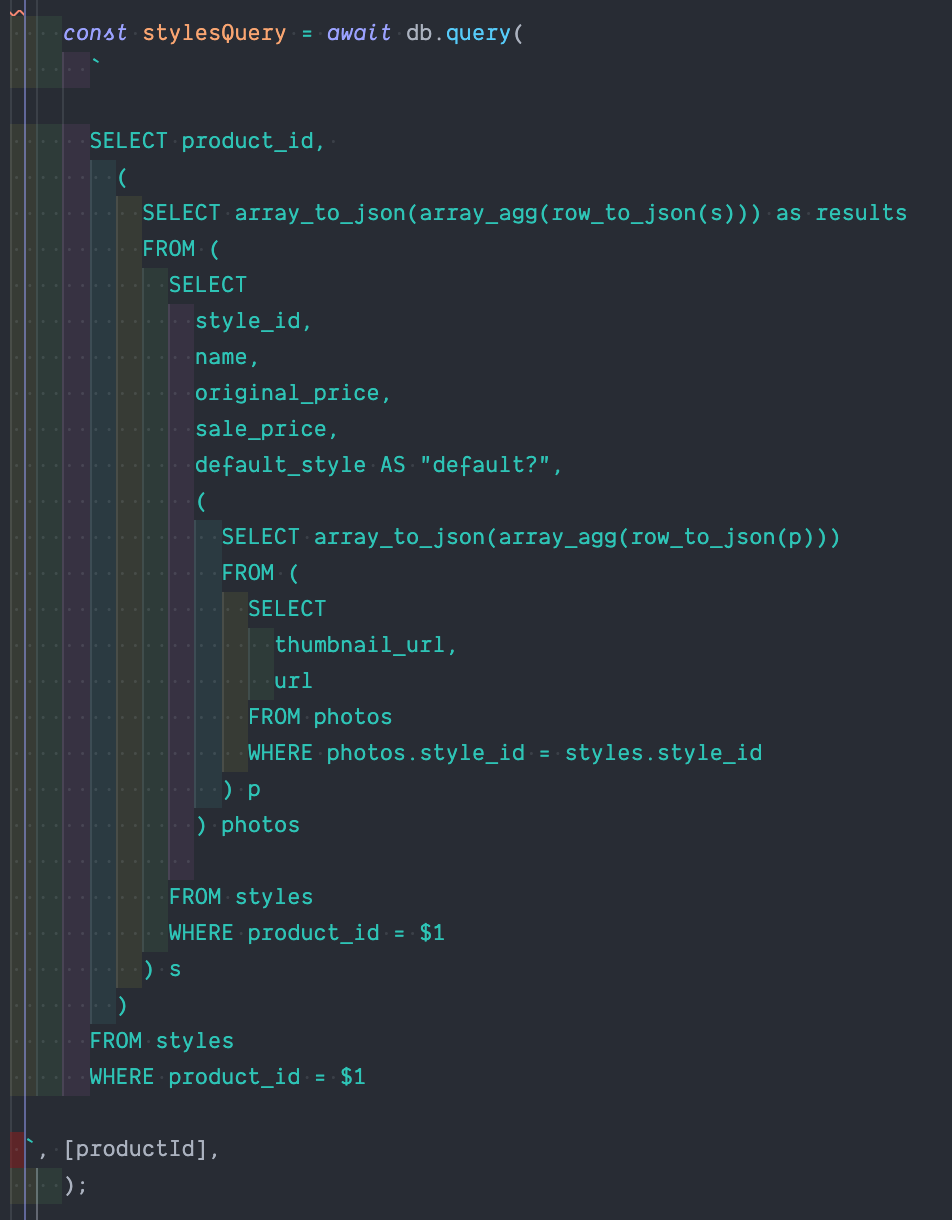 const stylesQuery = await db.query(
`
SELECT product_id,
(
SELECT array_to_json(array_agg(row_to_json(s))) as results
FROM (
SELECT
style_id,
name,
original_price,
sale_price,
default_style AS "default?",
(
SELECT array_to_json(array_agg(row_to_json(p)))
FROM (
SELECT
thumbnail_url,
url
FROM photos
WHERE photos.style_id = styles.style_id
) p
) photos
FROM styles
WHERE product_id = $1
) s
)
FROM styles
WHERE product_id = $1
`, [productId],
);